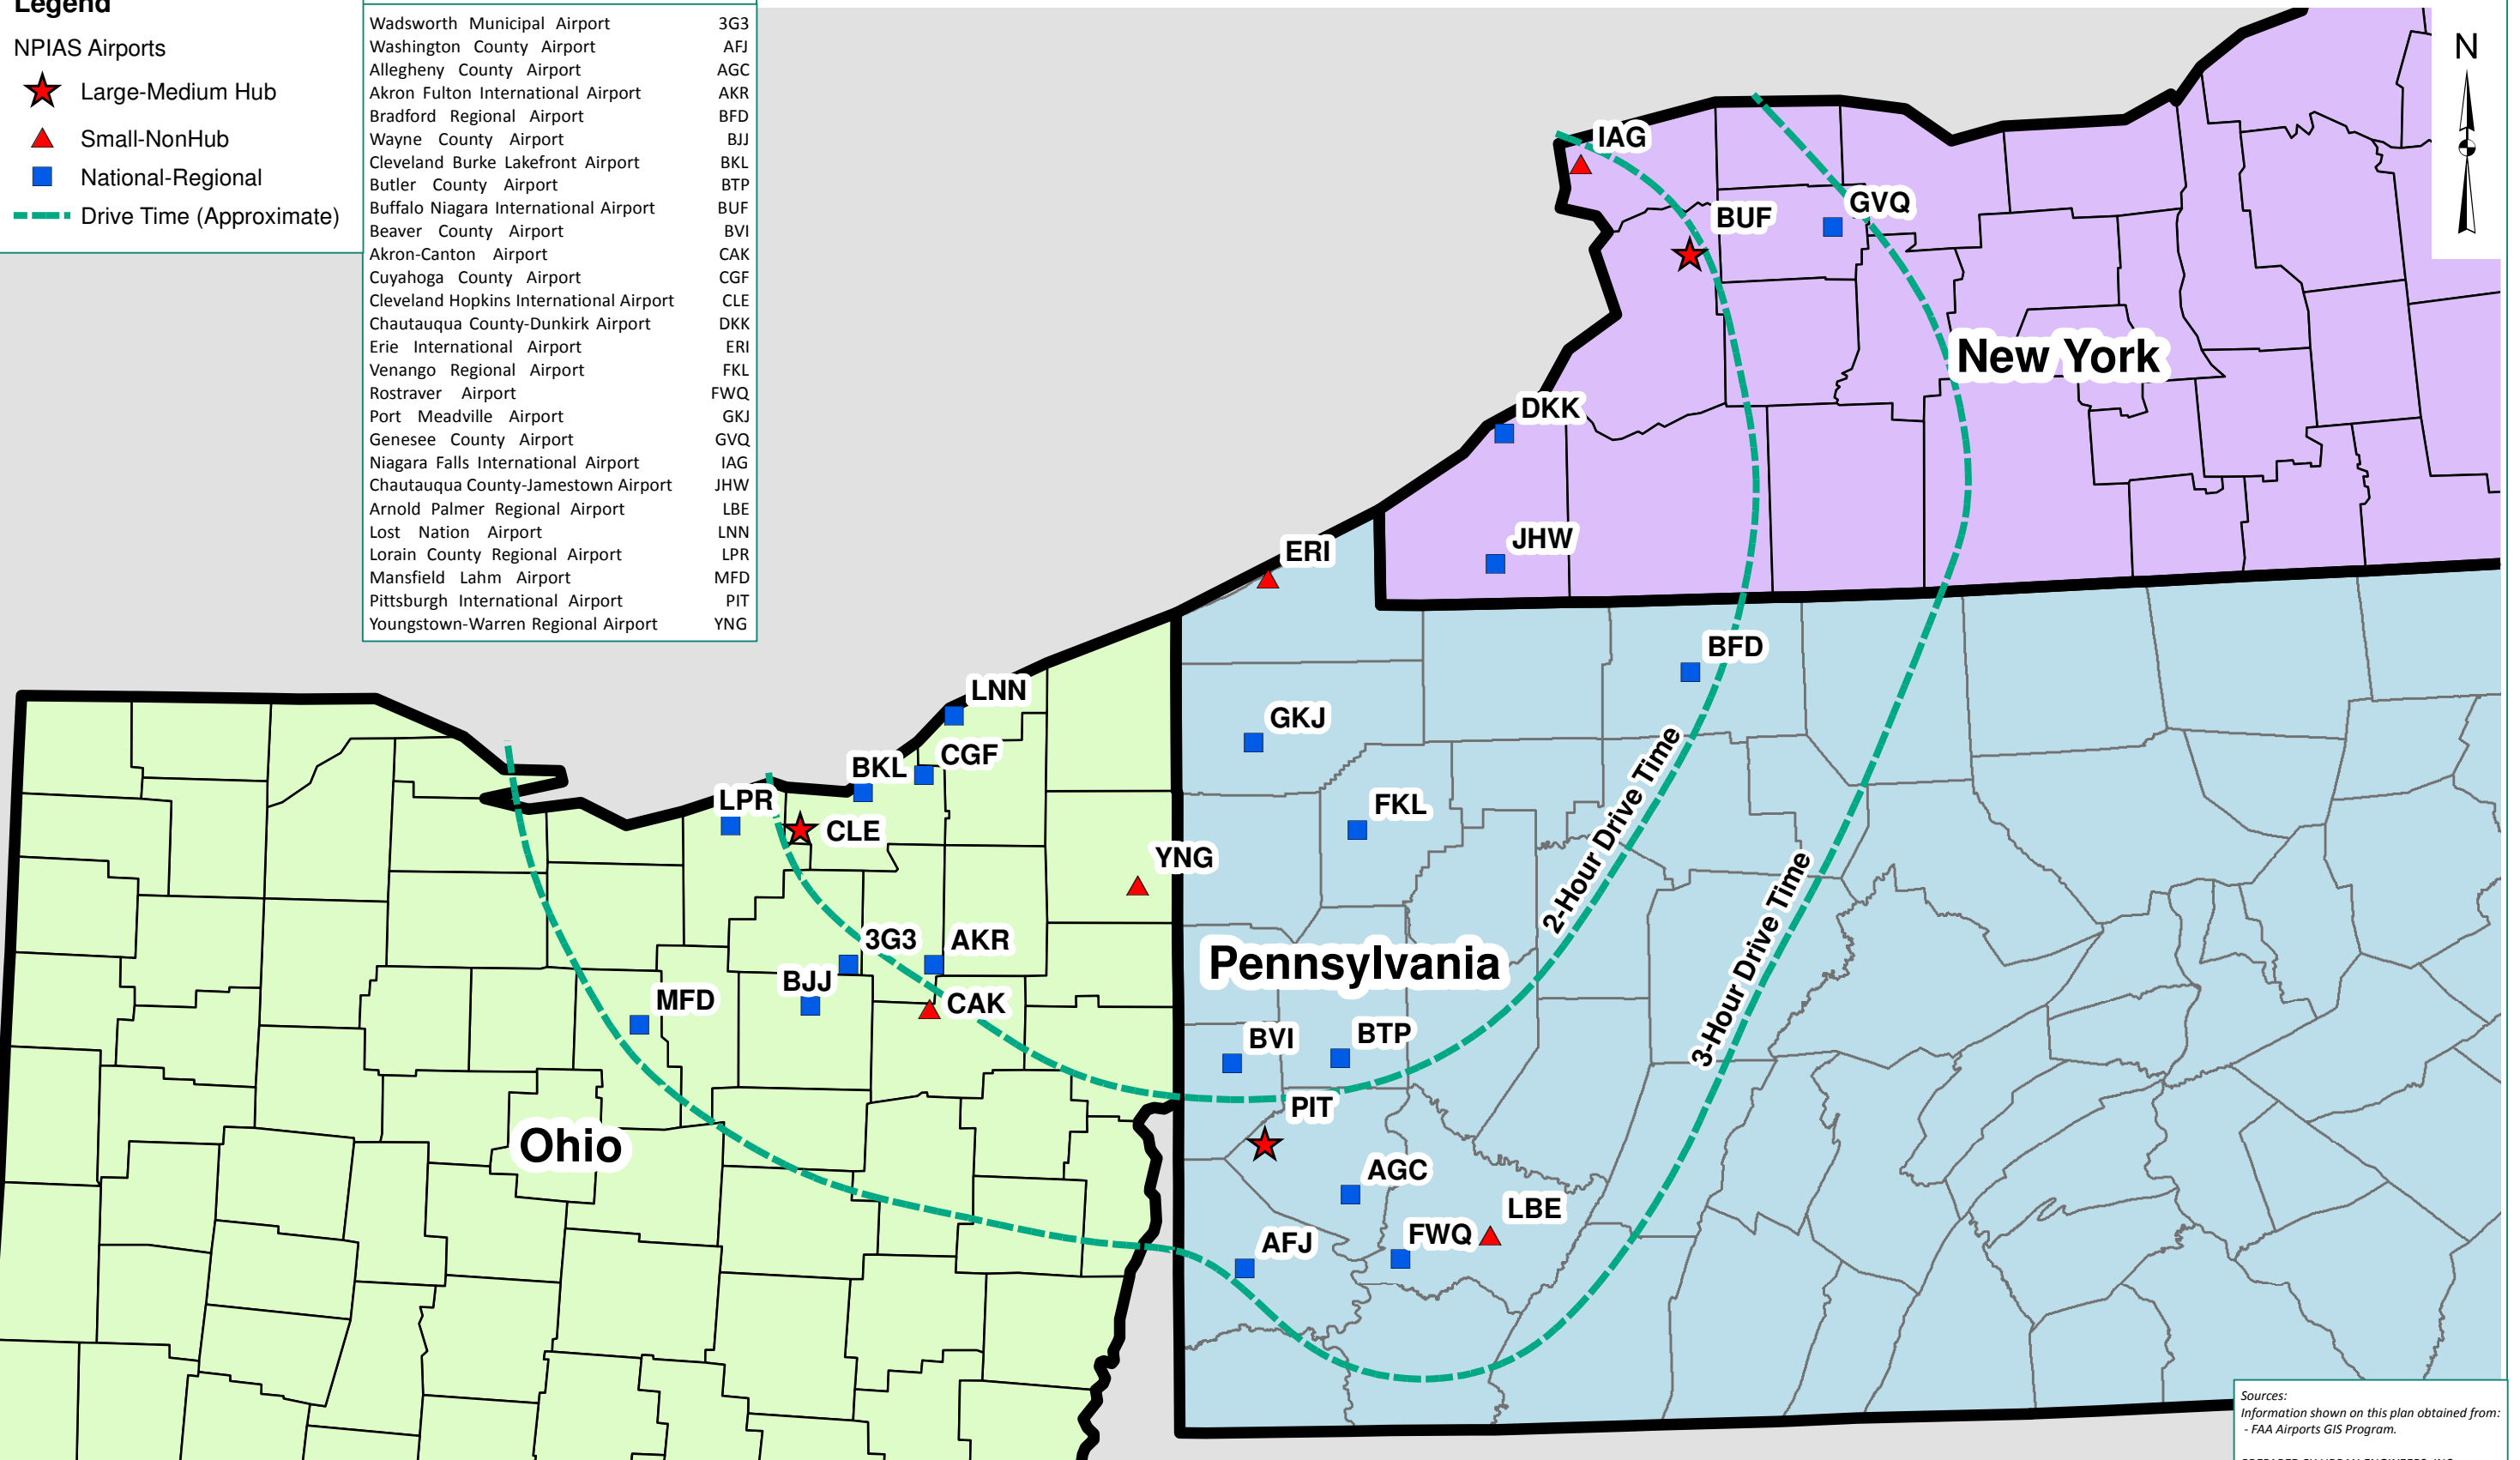 Legend
NPIAS Airports
Large-Medium Hub
Small-NonHub
National-Regional
Drive Time (Approximate)
Wadsworth Municipal Airport 3G3
Washington County Airport AFJ
Allegheny County Airport AGC
Akron Fulton International Airport AKR
Bradford Regional Airport BFD
Wayne County Airport BJJ
Cleveland Burke Lakefront Airport BKL
Butler County Airport BTP
Buffalo Niagara International Airport BUF
Beaver County Airport BVI
Akron-Canton Airport CAK
Cuyahoga County Airport CGF
Cleveland Hopkins International Airport CLE
Chautauqua County-Dunkirk Airport DKK
Erie International Airport ERI
Venango Regional Airport FKL
Rostraver Airport FWQ
Port Meadville Airport GKJ
Genesee County Airport GVQ
Niagara Falls International Airport IAG
Chautauqua County-Jamestown Airport JHW
Arnold Palmer Regional Airport LBE
Lost Nation Airport LNN
Lorain County Regional Airport LPR
Mansfield Lahm Airport MFD
Pittsburgh International Airport PIT
Youngstown-Warren Regional Airport YNG
N
IAG
GVQ
BUF
New York
DKK
JHW
ERI
BFD
LNN
GKJ
CGF
BKL
LPR
CLE
FKL
YNG
2-Hour Drive Time
3-Hour Drive Time
3G3
AKR
Pennsylvania
BJJ
MFD
CAK
BVI
BTP
PIT
Ohio
AGC
LBE
FWQ
AFJ
Sources:
Information shown on this plan obtained from:
- FAA Airports GIS Program.